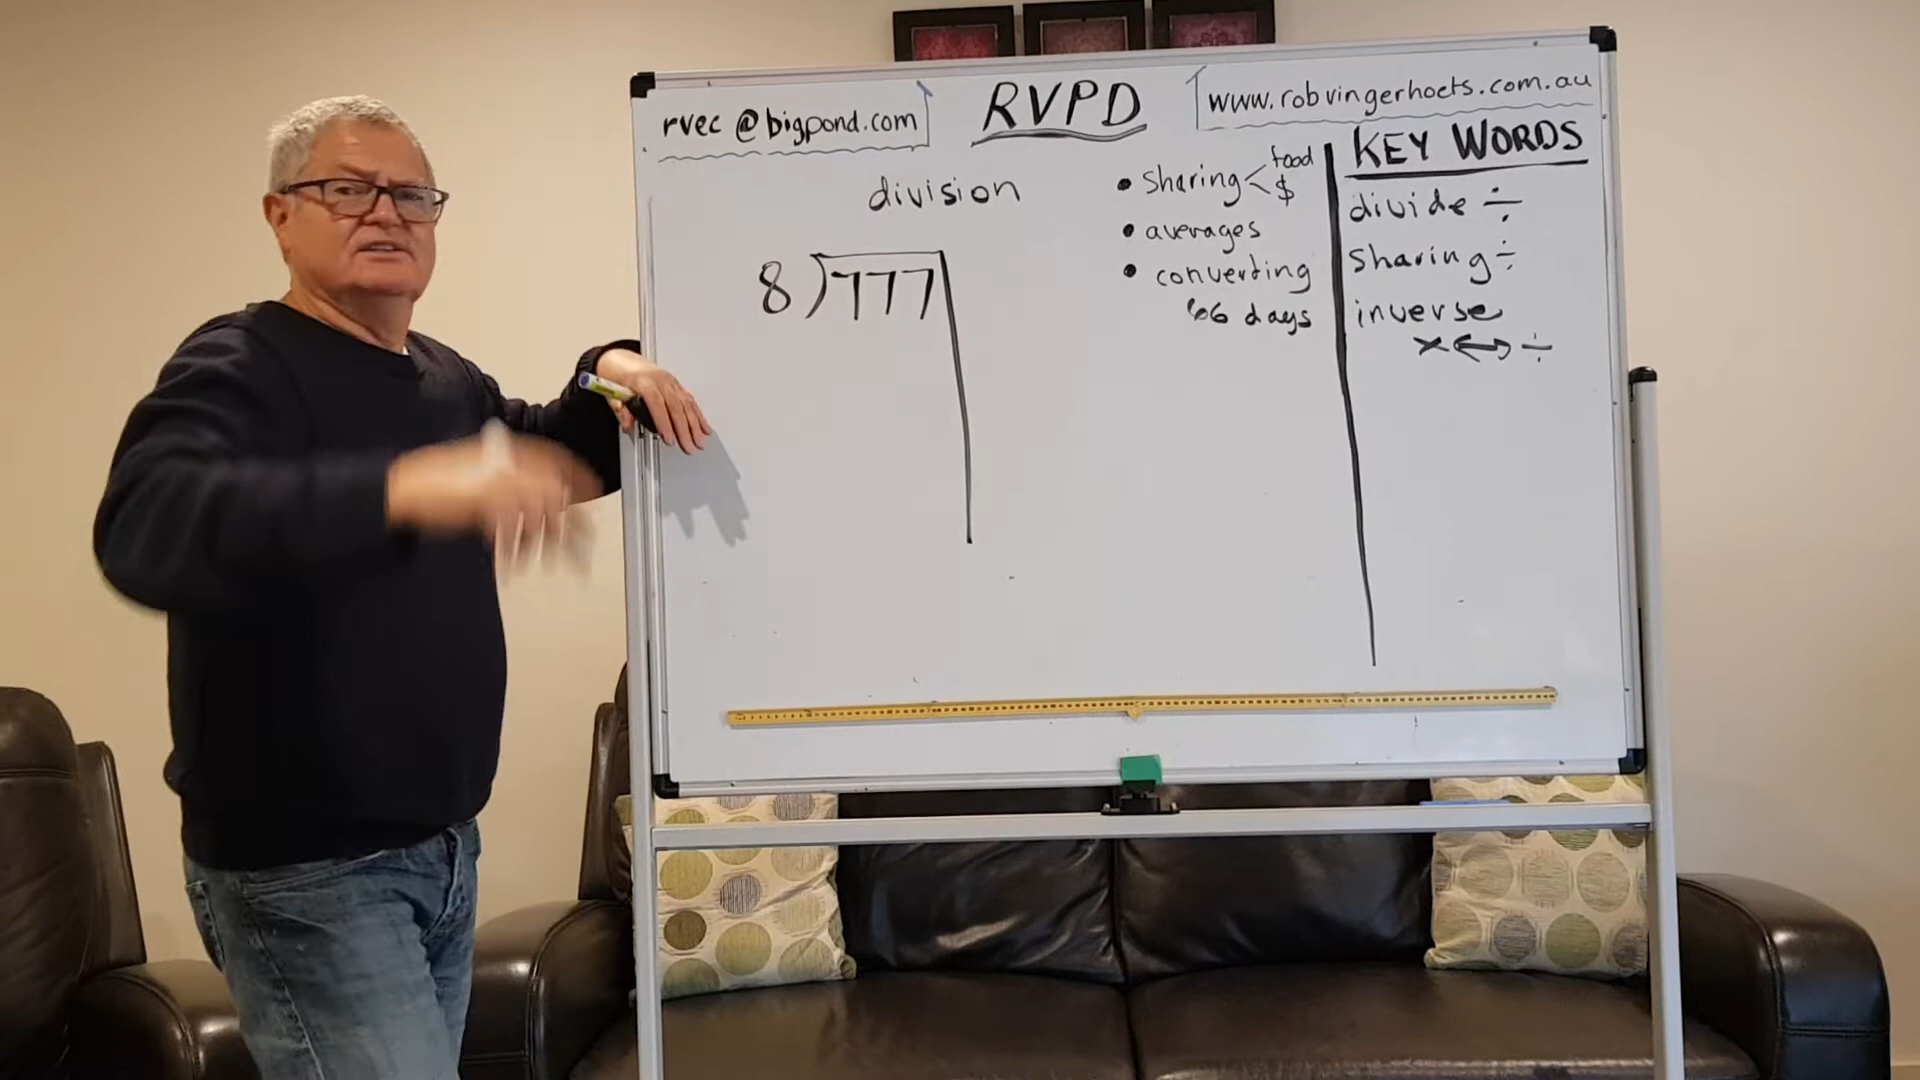 rvec @bigpond.com
RVPD
www.robvingerhoets.com.au
division
8)777
• Sharing < food
$
• averages
• converting
66 days
KEY WORDS
divide ÷
Sharing ÷
inverse
× ↔ ÷